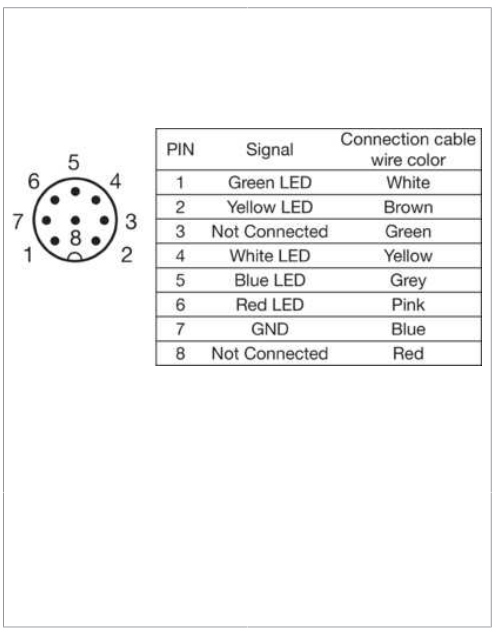 5
6 4
7 3
8
1 2
PIN Signal Connection cable wire color
1 Green LED White
2 Yellow LED Brown
3 Not Connected Green
4 White LED Yellow
5 Blue LED Grey
6 Red LED Pink
7 GND Blue
8 Not Connected Red